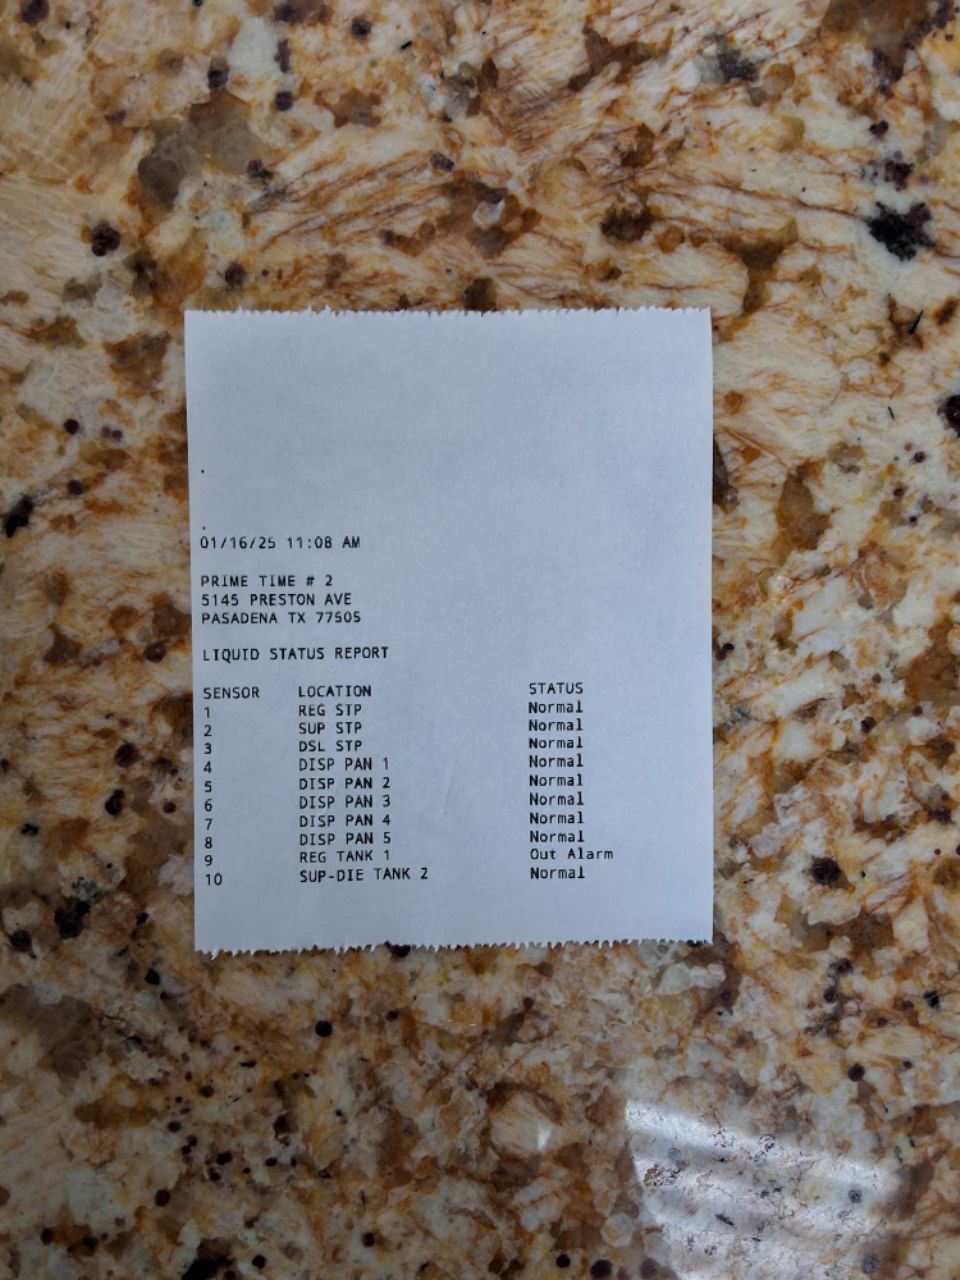 01/16/25 11:08 AM
PRIME TIME # 2
5145 PRESTON AVE
PASADENA TX 77505
LIQUID STATUS REPORT
SENSOR LOCATION STATUS
1 REG STP Normal
2 SUP STP Normal
3 DSL STP Normal
4 DISP PAN 1 Normal
5 DISP PAN 2 Normal
6 DISP PAN 3 Normal
7 DISP PAN 4 Normal
8 DISP PAN 5 Normal
9 REG TANK 1 Out Alarm
10 SUP-DIE TANK 2 Normal